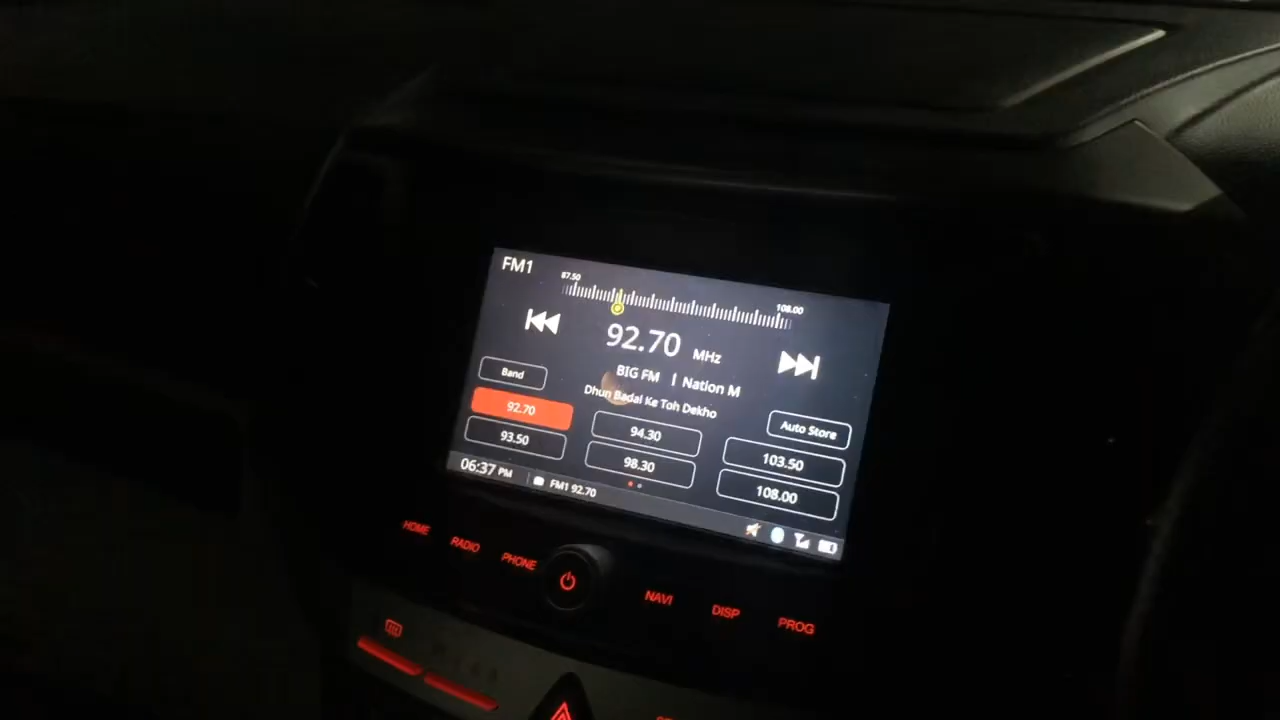 FM1
87.50
108.00
92.70 MHz
BIG FM | Nation M
Dhun Badal Ke Toh Dekho
Band
Auto Store
92.70
94.30
103.50
93.50
98.30
108.00
06:37 PM
FM1 92.70
HOME
RADIO
PHONE
NAVI
DISP
PROG